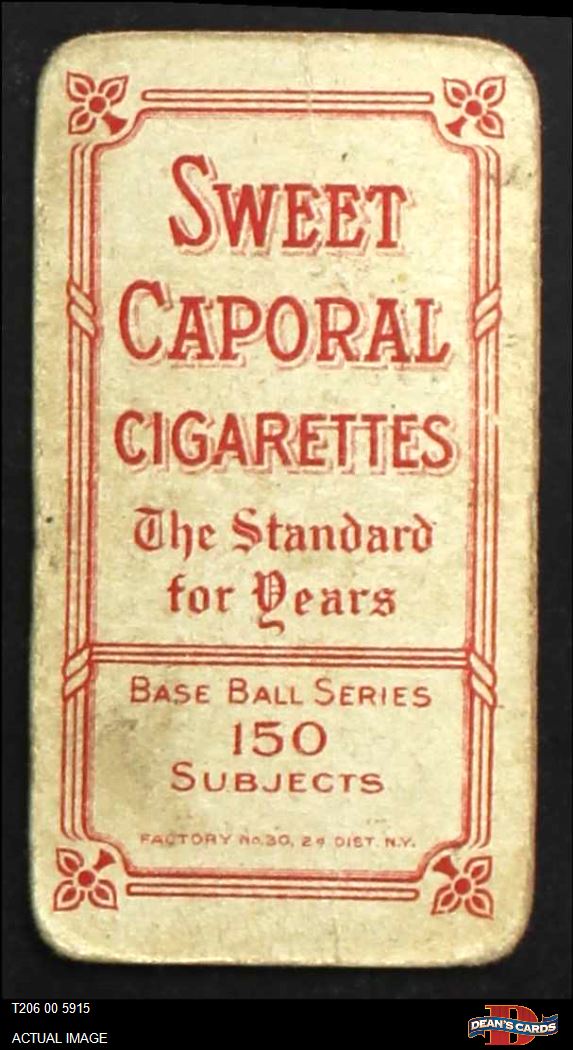 SWEET
CAPORAL
CIGARETTES
The Standard
for Years
BASE BALL SERIES
150
SUBJECTS
FACTORY No. 30, 2d DIST. N.Y.
T206 00 5915
ACTUAL IMAGE
D
DEAN'S CARDS